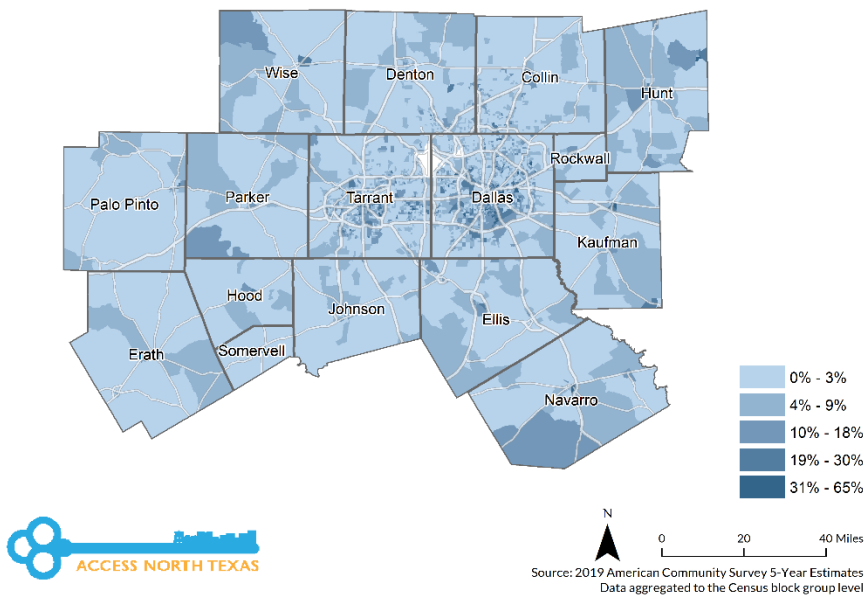 Wise
Denton
Collin
Hunt
Rockwall
Palo Pinto
Parker
Tarrant
Dallas
Kaufman
Hood
Johnson
Ellis
Erath
Somervell
Navarro
0% - 3%
4% - 9%
10% - 18%
19% - 30%
31% - 65%
ACCESS NORTH TEXAS
N
0 20 40 Miles
Source: 2019 American Community Survey 5-Year Estimates
Data aggregated to the Census block group level